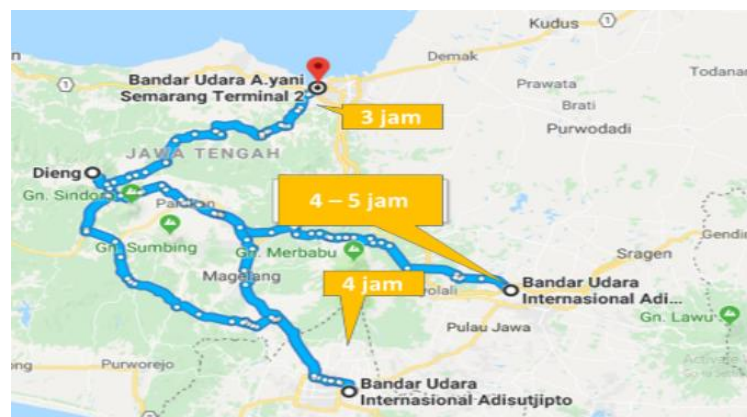 Kudus
Demak
Todanan
Bandar Udara A.yani
Semarang Terminal 2
Prawata
Brati
3 jam
Purwodadi
JAWA TENGAH
Dieng
Gn. Sindoro
4 – 5 jam
Gn. Sumbing
Gn. Merbabu
Sragen
Magelang
4 jam
Bandar Udara
Internasional Adi...
Gn. Lawu
Pulau Jawa
Purworejo
Bandar Udara
Internasional Adisutjipto